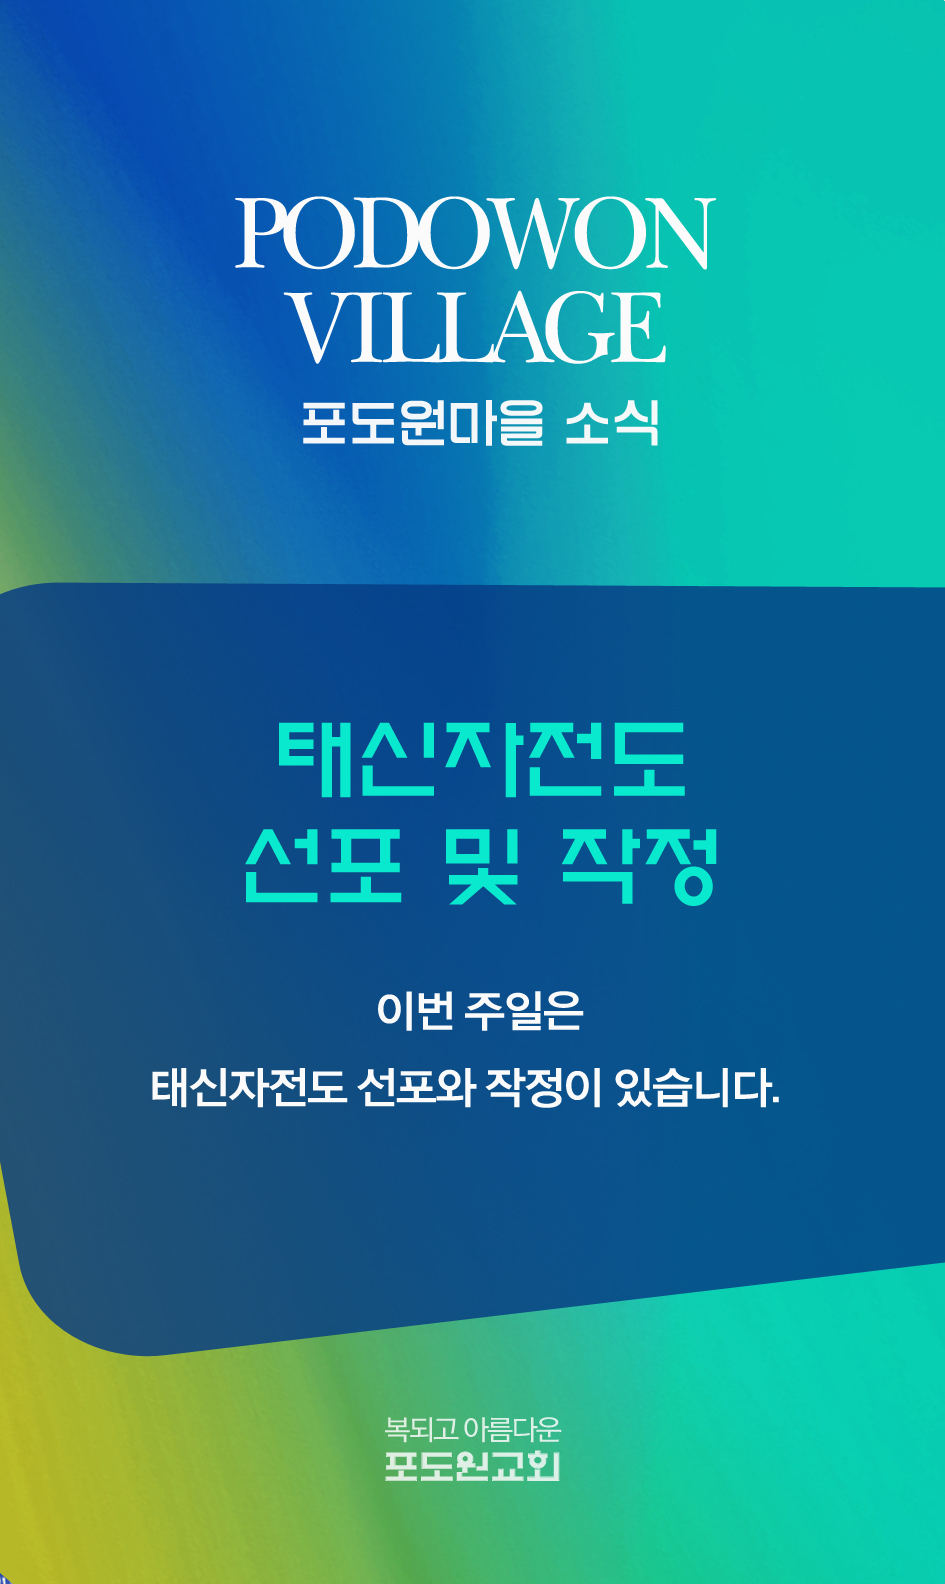 PODOWON
VILLAGE
포도원마을 소식
태신자전도
선포 및 작정
이번 주일은
태신자전도 선포와 작정이 있습니다.
복되고 아름다운
포도원교회